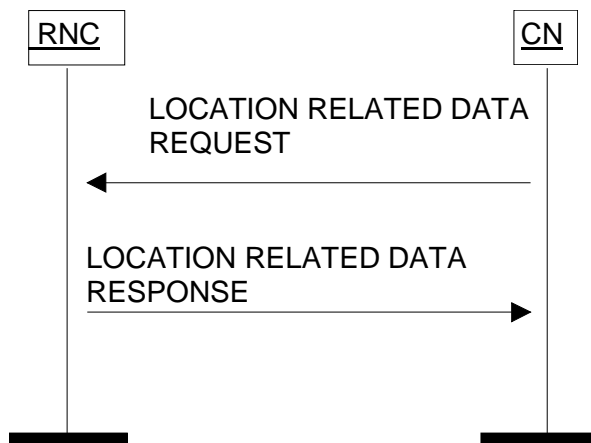 RNC
CN
LOCATION RELATED DATA
REQUEST
LOCATION RELATED DATA
RESPONSE